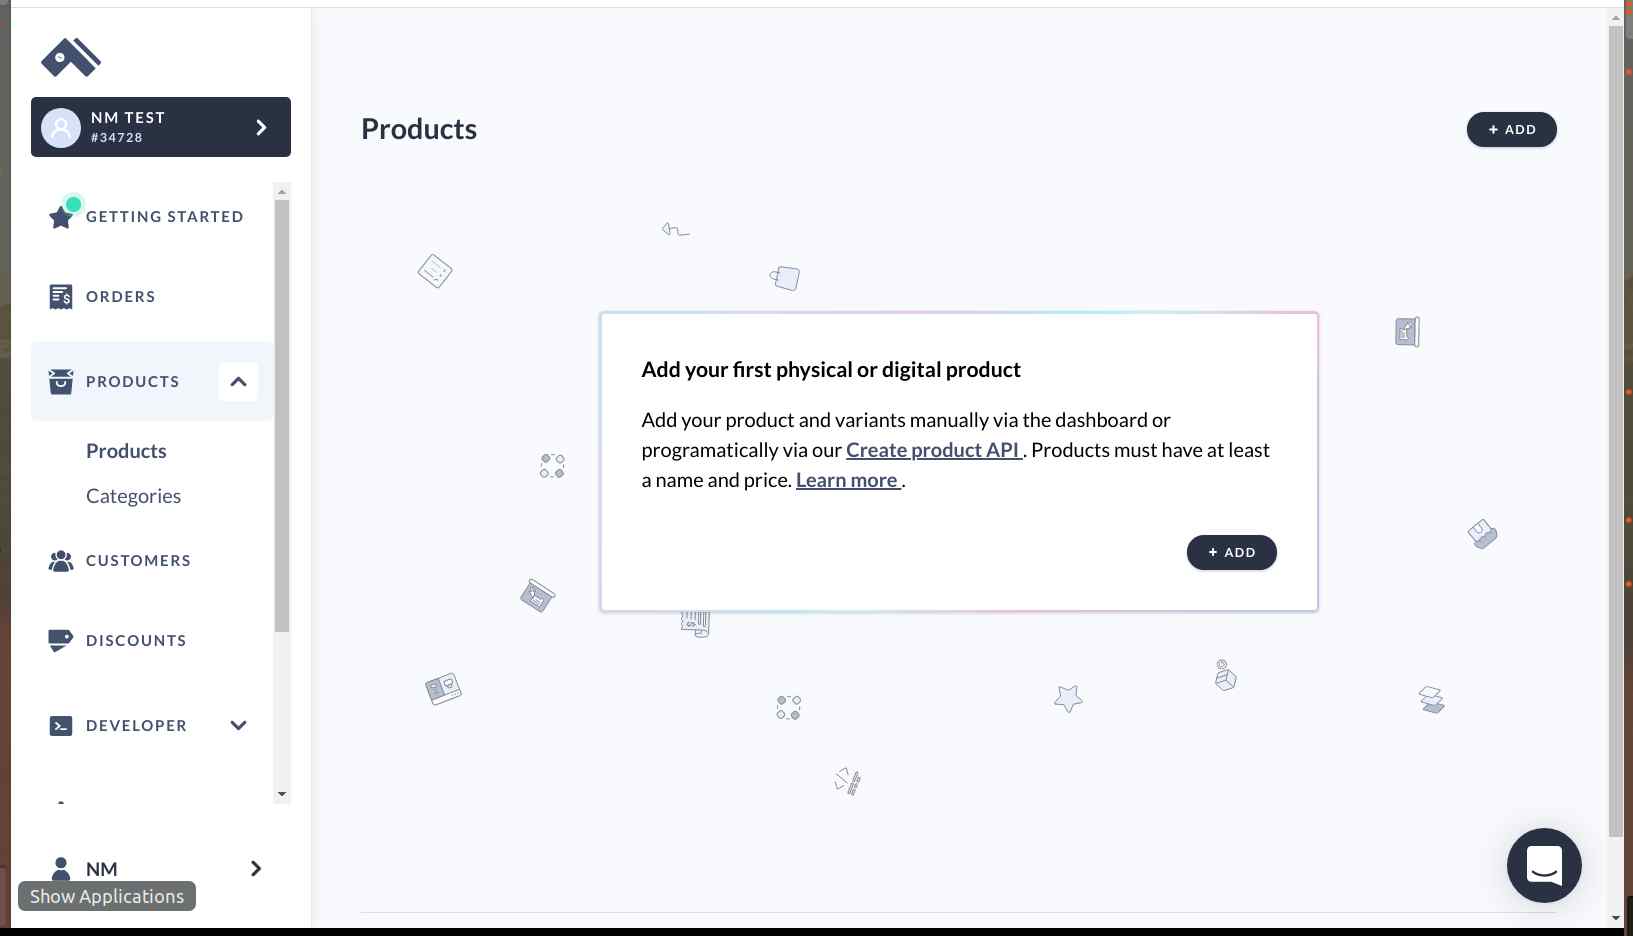 NM TEST
#34728
GETTING STARTED
ORDERS
PRODUCTS
Products
Categories
CUSTOMERS
DISCOUNTS
DEVELOPER
NM
Show Applications
Products
+ ADD
Add your first physical or digital product
Add your product and variants manually via the dashboard or
programatically via our Create product API . Products must have at least
a name and price. Learn more .
+ ADD